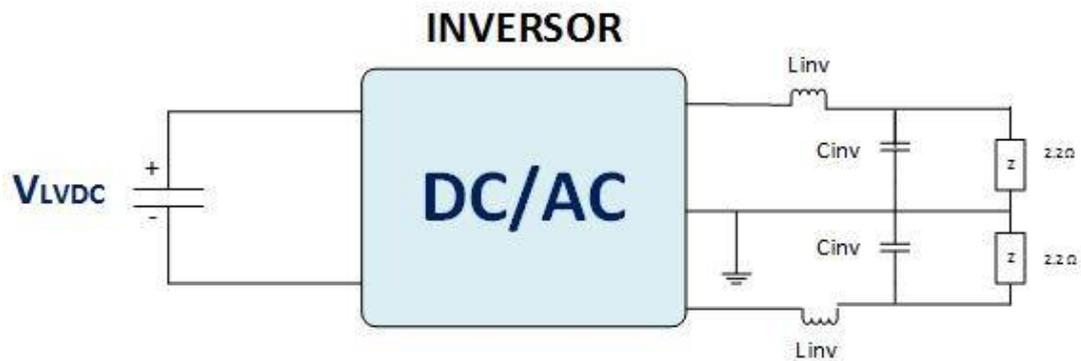 INVERSOR
Linv
Cinv
z
2.2Ω
+
VLVDC
-
DC/AC
Cinv
z
2.2Ω
Linv